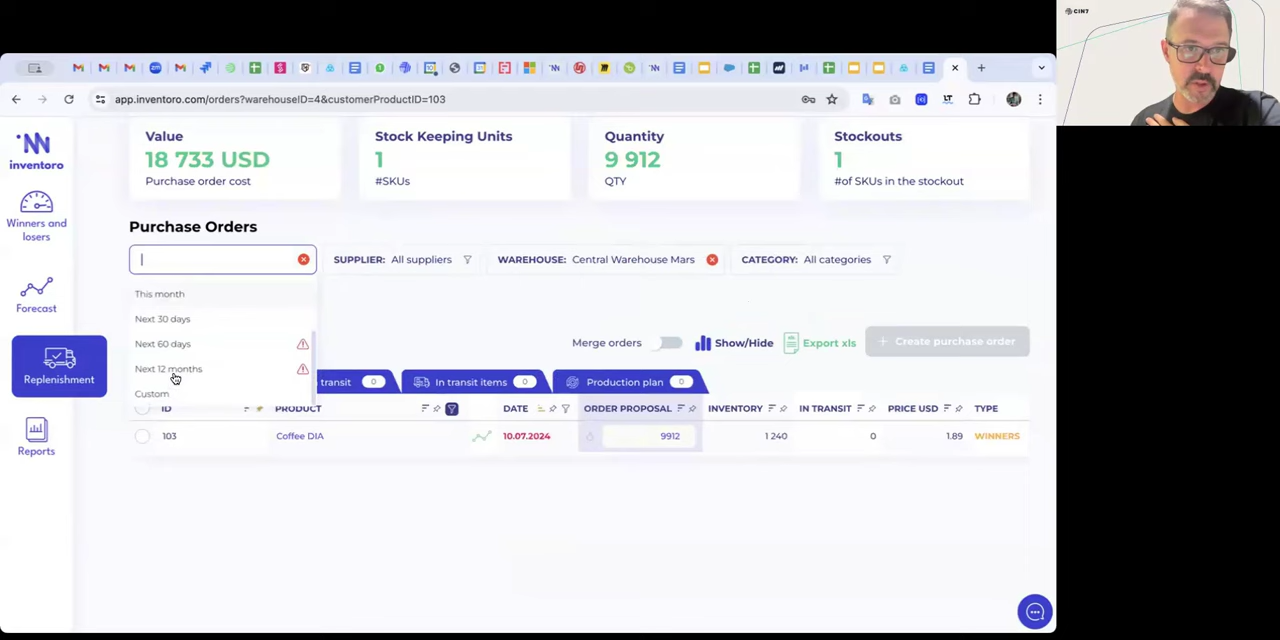 CIN7
app.inventoro.com/orders?warehouseID=4&customerProductID=103
inventoro
Winners and
losers
Forecast
Replenishment
Reports
Value
18 733 USD
Purchase order cost
Stock Keeping Units
1
#SKUs
Quantity
9 912
QTY
Stockouts
1
#of SKUs in the stockout
Purchase Orders
SUPPLIER: All suppliers
WAREHOUSE: Central Warehouse Mars
CATEGORY: All categories
This month
Next 30 days
Next 60 days
Next 12 months
Custom
Merge orders
Show/Hide
Export xls
+ Create purchase order
transit 0
In transit items 0
Production plan 0
ID PRODUCT DATE ORDER PROPOSAL INVENTORY IN TRANSIT PRICE USD TYPE
103 Coffee DIA 10.07.2024 9912 1 240 0 1.89 WINNERS